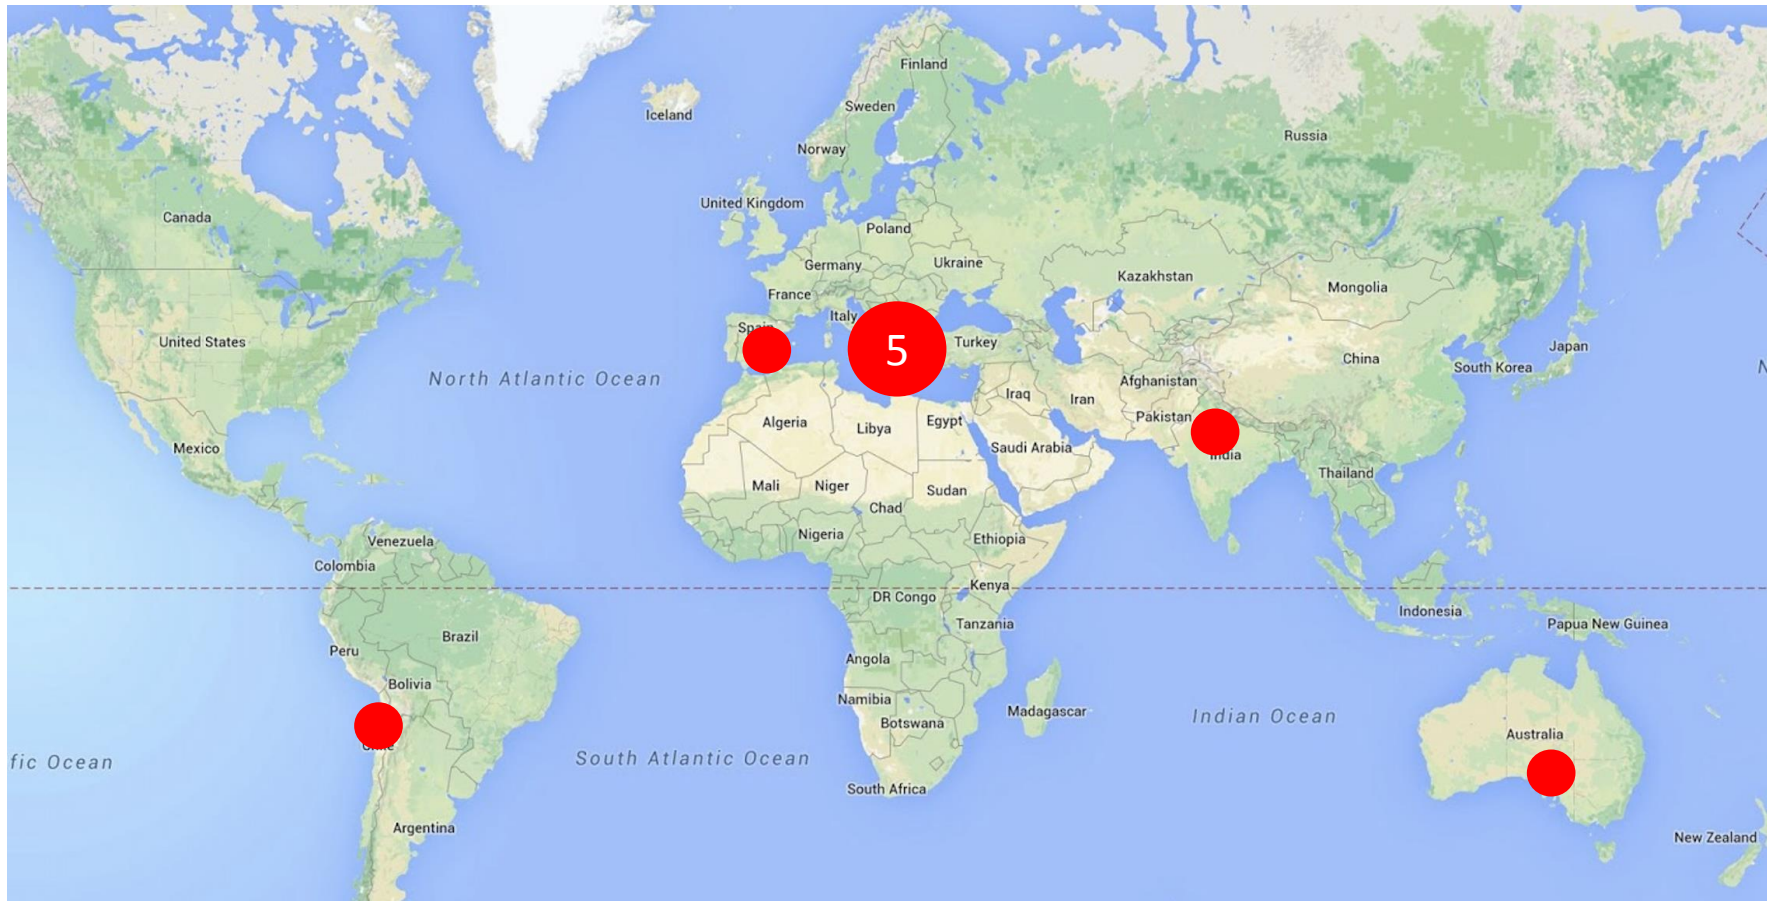 Finland
Iceland
Sweden
Russia
Norway
United Kingdom
Canada
Poland
Germany
Ukraine
Kazakhstan
Mongolia
France
Italy
Spain
5
United States
Turkey
China
Japan
South Korea
North Atlantic Ocean
Afghanistan
Iraq
Iran
Pakistan
Algeria
Libya
Egypt
Mexico
Saudi Arabia
India
Thailand
Mali
Niger
Sudan
Chad
Nigeria
Ethiopia
Venezuela
Colombia
Kenya
DR Congo
Indonesia
Tanzania
Papua New Guinea
Brazil
Peru
Angola
Bolivia
Namibia
Botswana
Madagascar
Indian Ocean
Australia
Chile
fic Ocean
South Atlantic Ocean
South Africa
Argentina
New Zealand
N